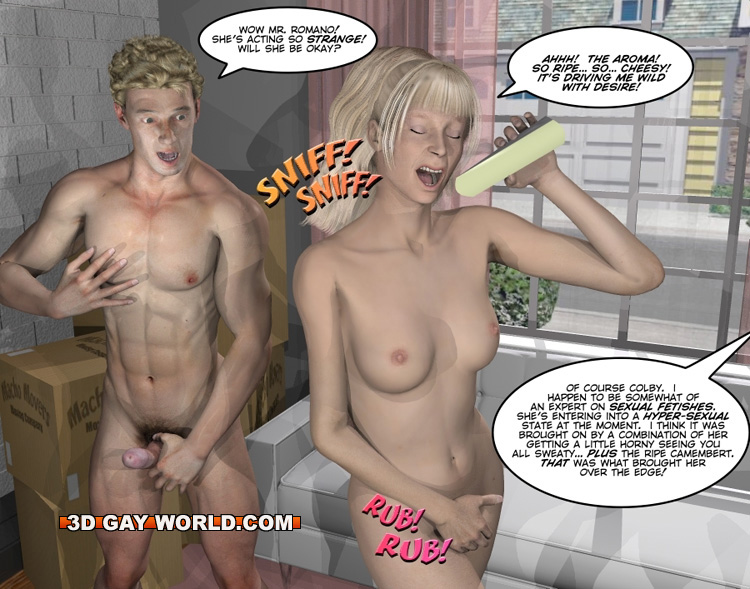 WOW MR. ROMANO!
SHE'S ACTING SO STRANGE!
WILL SHE BE OKAY?
AHHH! THE AROMA!
SO RIPE... SO... CHEESY!
IT'S DRIVING ME WILD
WITH DESIRE!
SNIFF!
SNIFF!
OF COURSE COLBY. I
HAPPEN TO BE SOMEWHAT OF
AN EXPERT ON SEXUAL FETISHES.
SHE'S ENTERING INTO A HYPER-SEXUAL
STATE AT THE MOMENT. I THINK IT WAS
BROUGHT ON BY A COMBINATION OF HER
GETTING A LITTLE HORNY SEEING YOU
ALL SWEATY... PLUS THE RIPE CAMEMBERT.
THAT WAS WHAT BROUGHT HER
OVER THE EDGE!
Macho Movers
Moving Company
Mach
RUB!
RUB!
3D GAY WORLD.COM